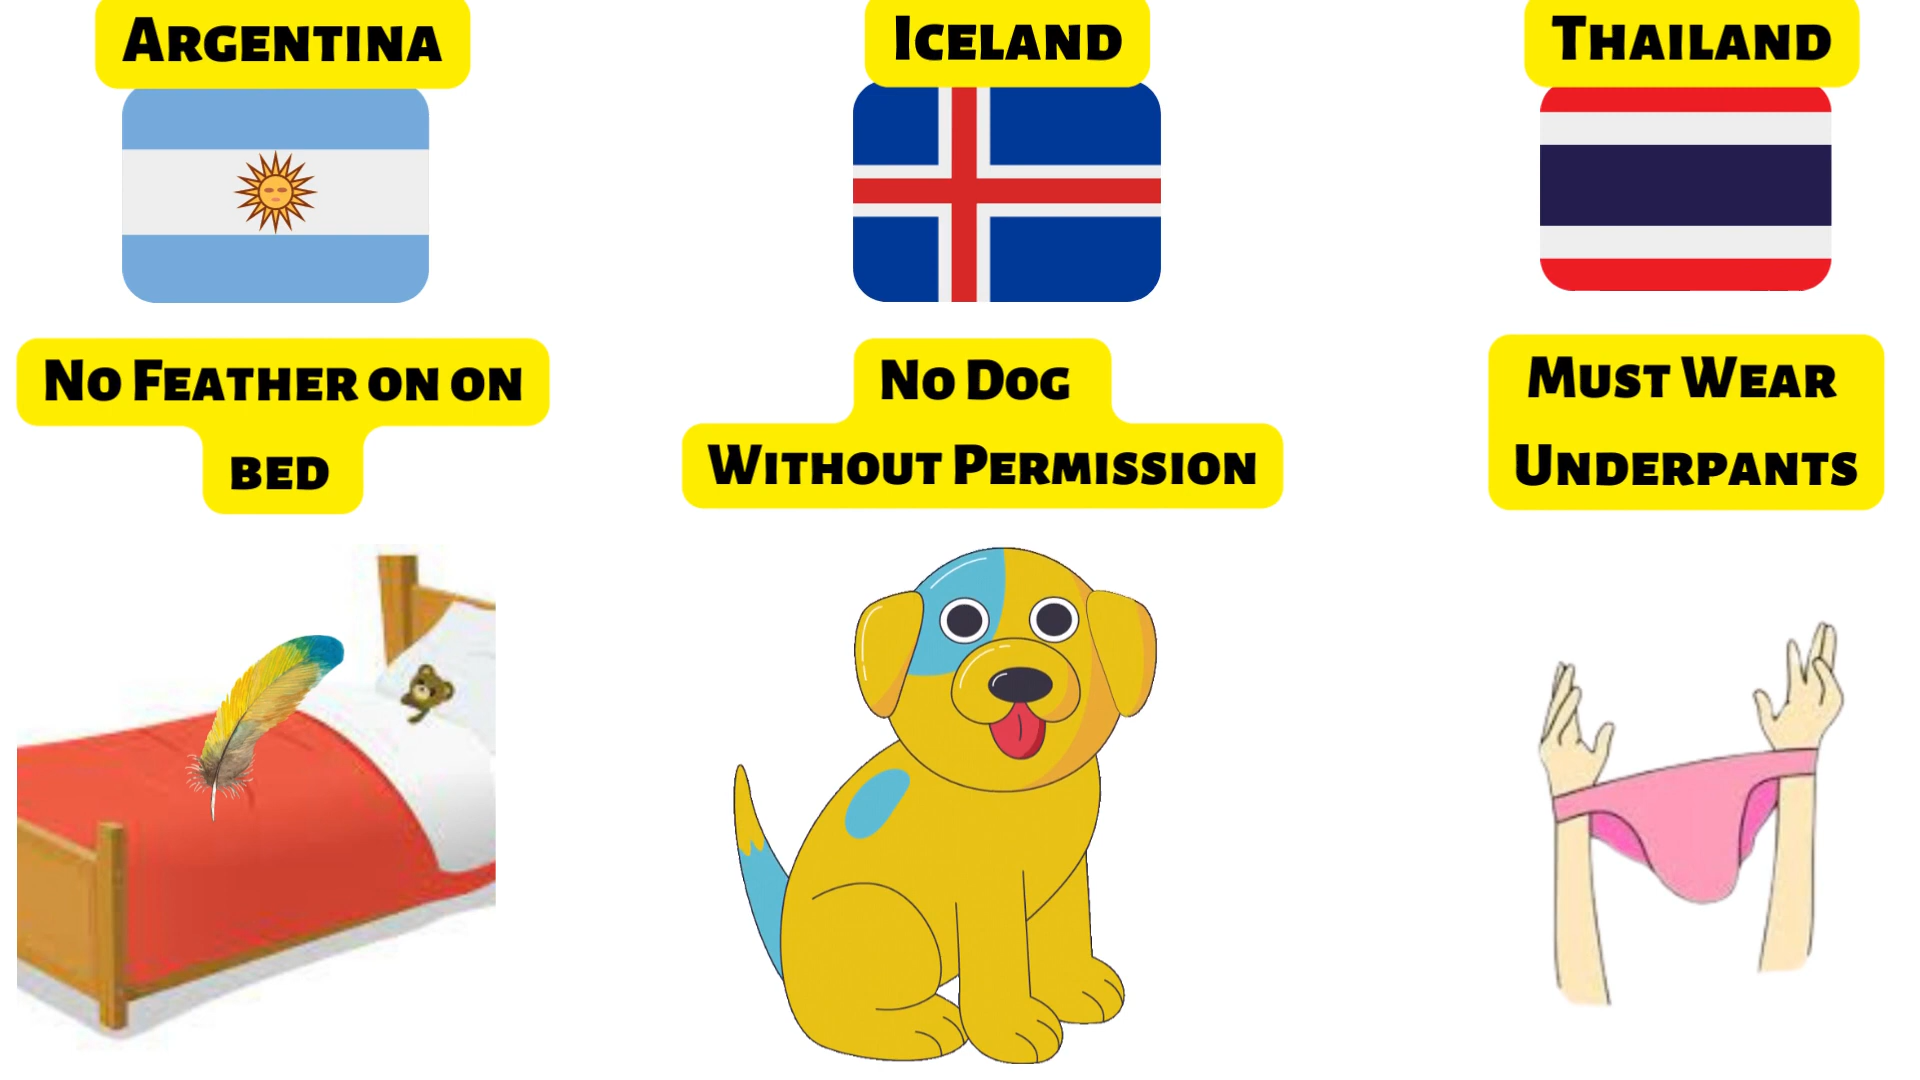 Argentina
Iceland
Thailand
No Feather on on
bed
No Dog
Without Permission
Must Wear
Underpants